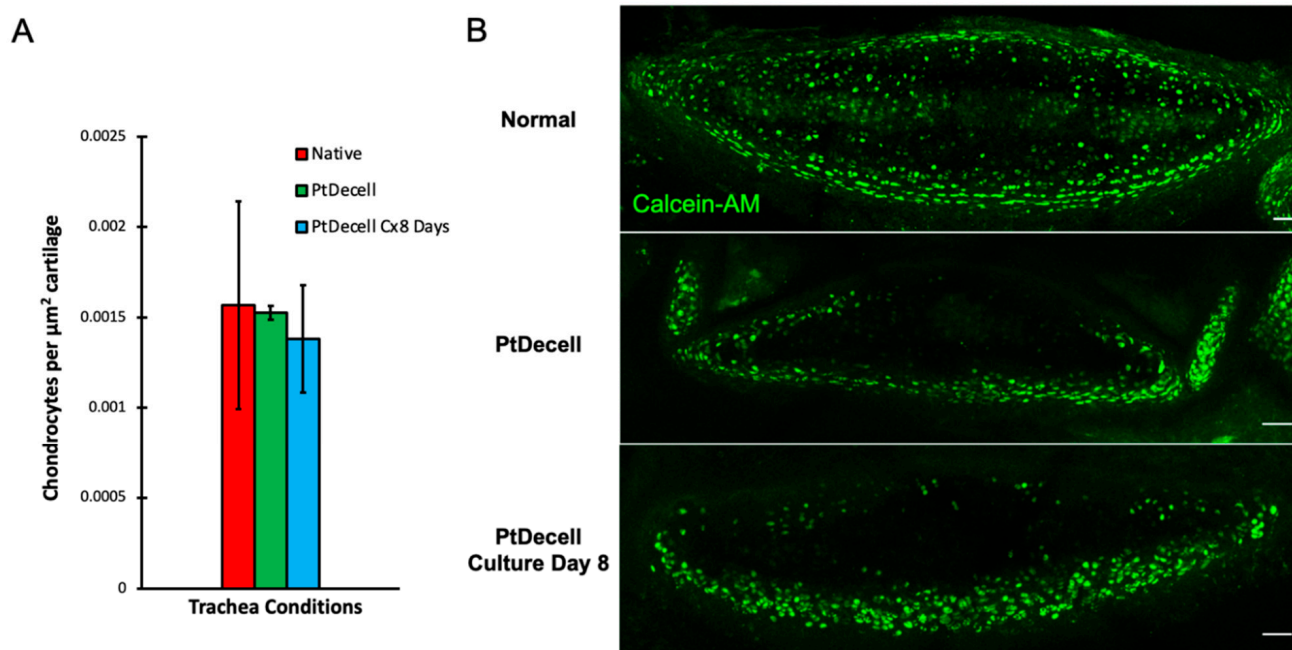 A
0.0025
0.002
0.0015
0.001
0.0005
0
Chondrocytes per µm² cartilage
Native
PtDecell
PtDecell Cx8 Days
Trachea Conditions
B
Normal
Calcein-AM
PtDecell
PtDecell
Culture Day 8